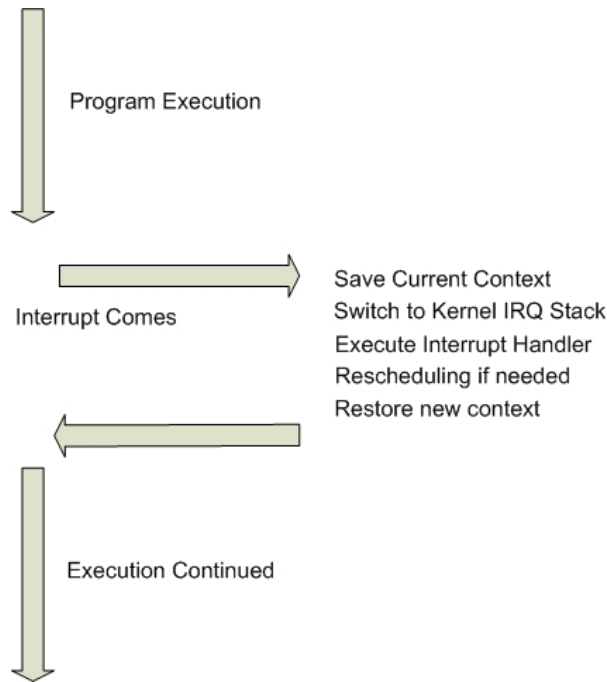 Program Execution
Interrupt Comes
Save Current Context
Switch to Kernel IRQ Stack
Execute Interrupt Handler
Rescheduling if needed
Restore new context
Execution Continued